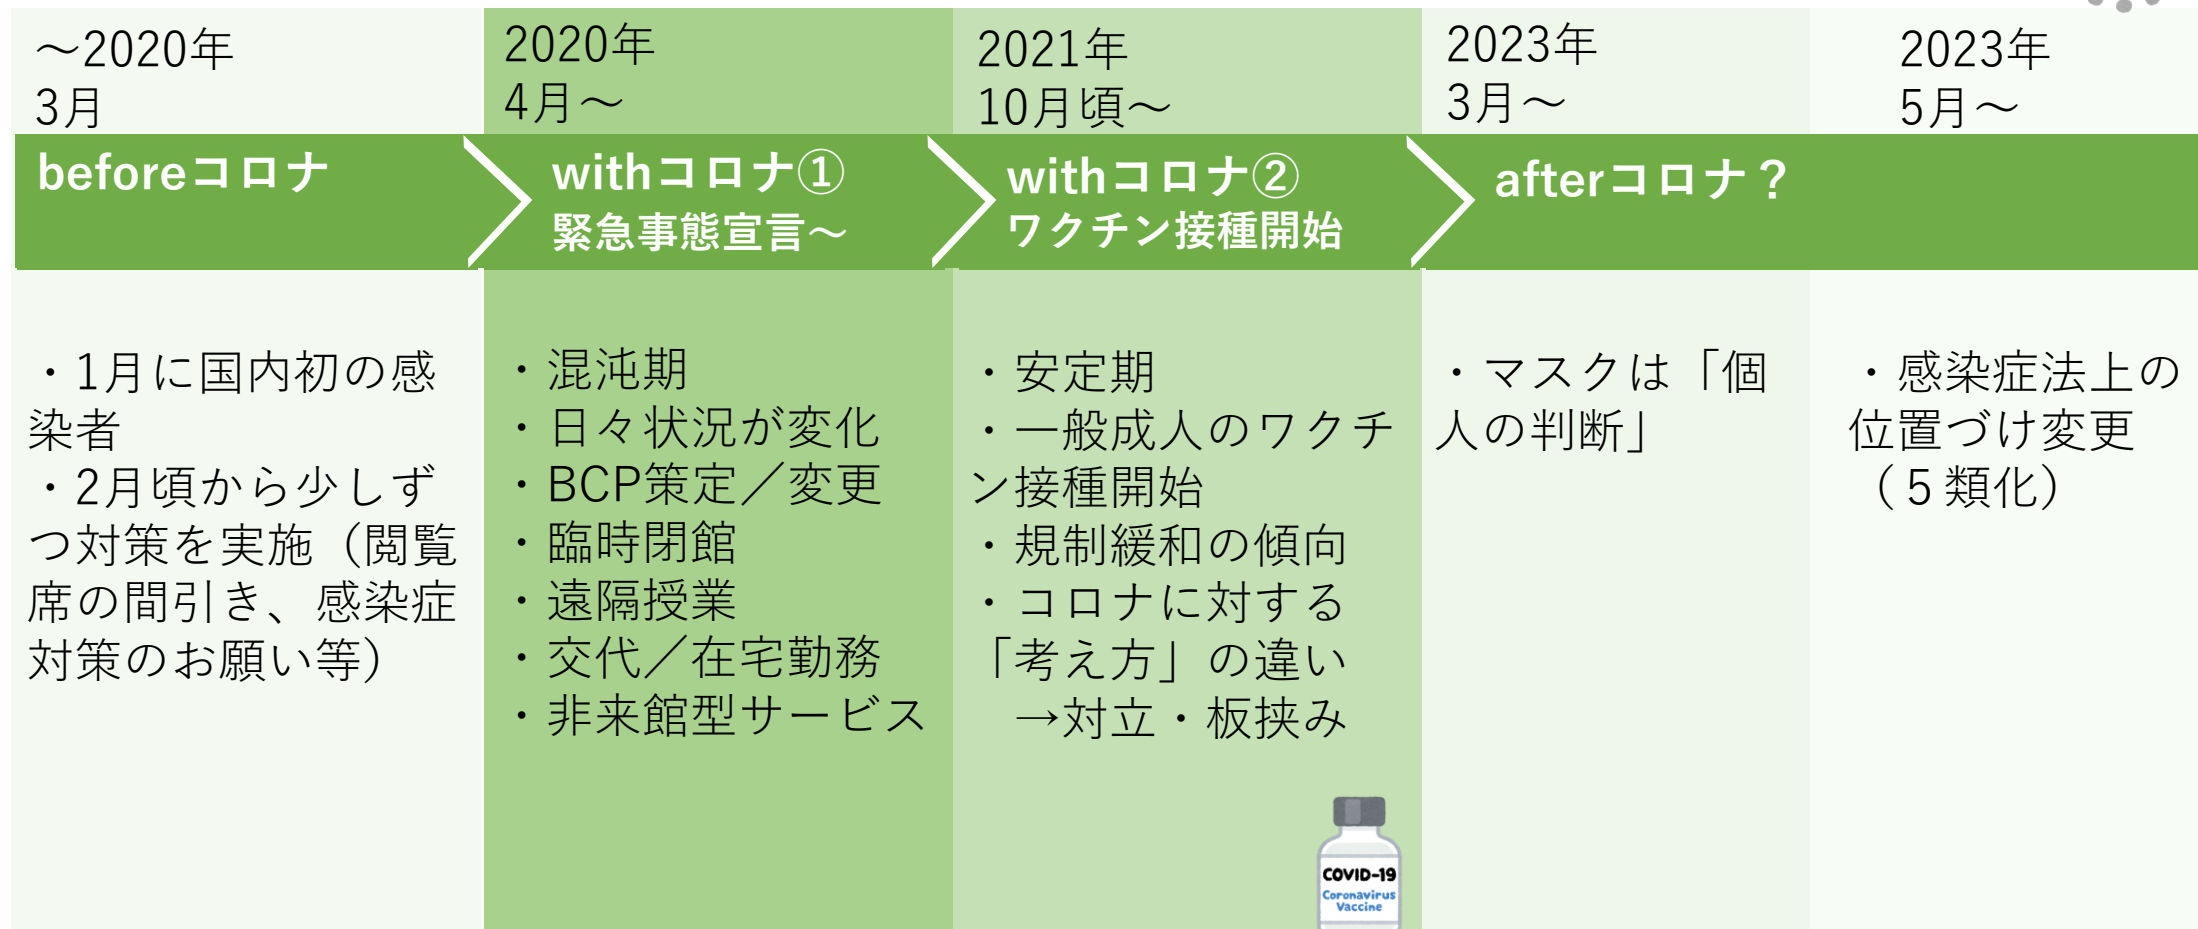 ～2020年
3月
2020年
4月～
2021年
10月頃～
2023年
3月～
2023年
5月～
beforeコロナ
withコロナ①
緊急事態宣言～
withコロナ②
ワクチン接種開始
afterコロナ？
・1月に国内初の感
染者
・2月頃から少しず
つ対策を実施（閲覧
席の間引き、感染症
対策のお願い等）
・混沌期
・日々状況が変化
・BCP策定／変更
・臨時閉館
・遠隔授業
・交代／在宅勤務
・非来館型サービス
・安定期
・一般成人のワクチ
ン接種開始
・規制緩和の傾向
・コロナに対する
「考え方」の違い
→対立・板挟み
・マスクは「個
人の判断」
・感染症法上の
位置づけ変更
（５類化）
COVID-19
Coronavirus
Vaccine